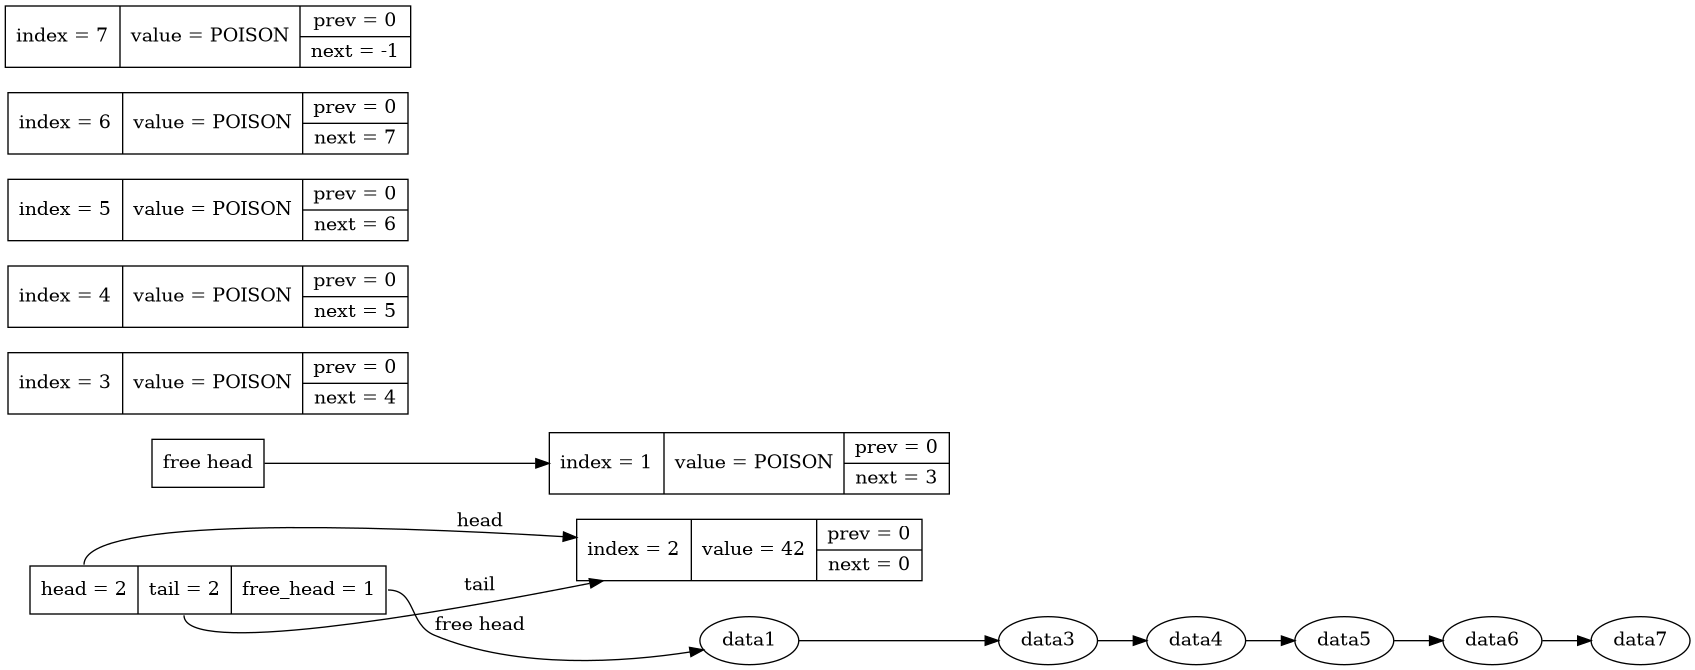 index = 7 value = POISON prev = 0
next = -1
index = 6 value = POISON prev = 0
next = 7
index = 5 value = POISON prev = 0
next = 6
index = 4 value = POISON prev = 0
next = 5
index = 3 value = POISON prev = 0
next = 4
free head
index = 1 value = POISON prev = 0
next = 3
head
index = 2 value = 42 prev = 0
next = 0
head = 2 tail = 2 free_head = 1
tail
free head
data1 data3 data4 data5 data6 data7